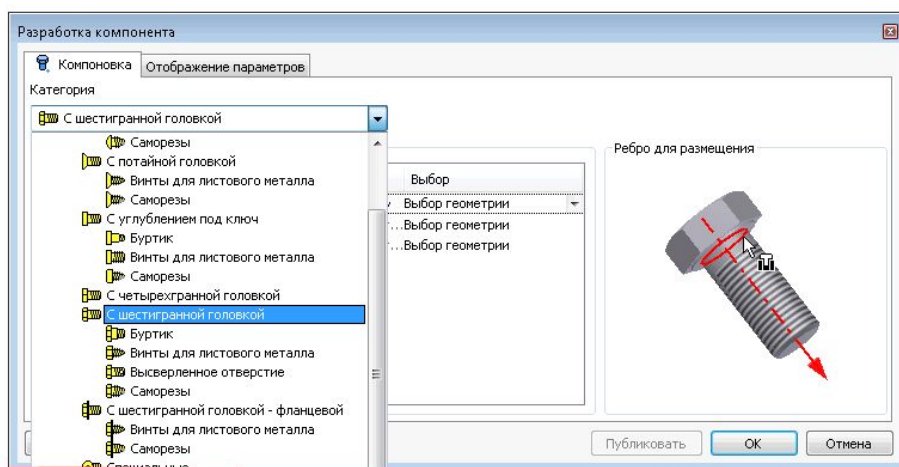 Разработка компонента
Компоновка
Отображение параметров
Категория
С шестигранной головкой
Саморезы
С потайной головкой
Винты для листового металла
Саморезы
С углублением под ключ
Буртик
Винты для листового металла
Саморезы
С четырехгранной головкой
С шестигранной головкой
Буртик
Винты для листового металла
Высверленное отверстие
Саморезы
С шестигранной головкой - фланцевой
Винты для листового металла
Саморезы
Специальные
Выбор
Выбор геометрии
...Выбор геометрии
...Выбор геометрии
Ребро для размещения
Публиковать
OK
Отмена